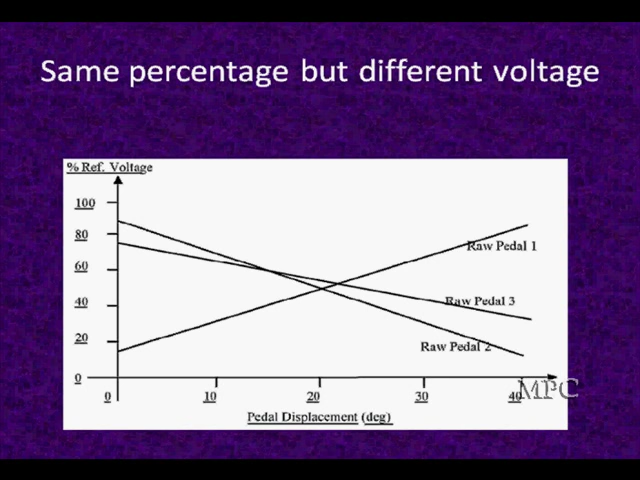 Same percentage but different voltage
% Ref. Voltage
100
80
Raw Pedal 1
60
40
Raw Pedal 3
20
Raw Pedal 2
0
MPC
0 10 20 30 40
Pedal Displacement (deg)